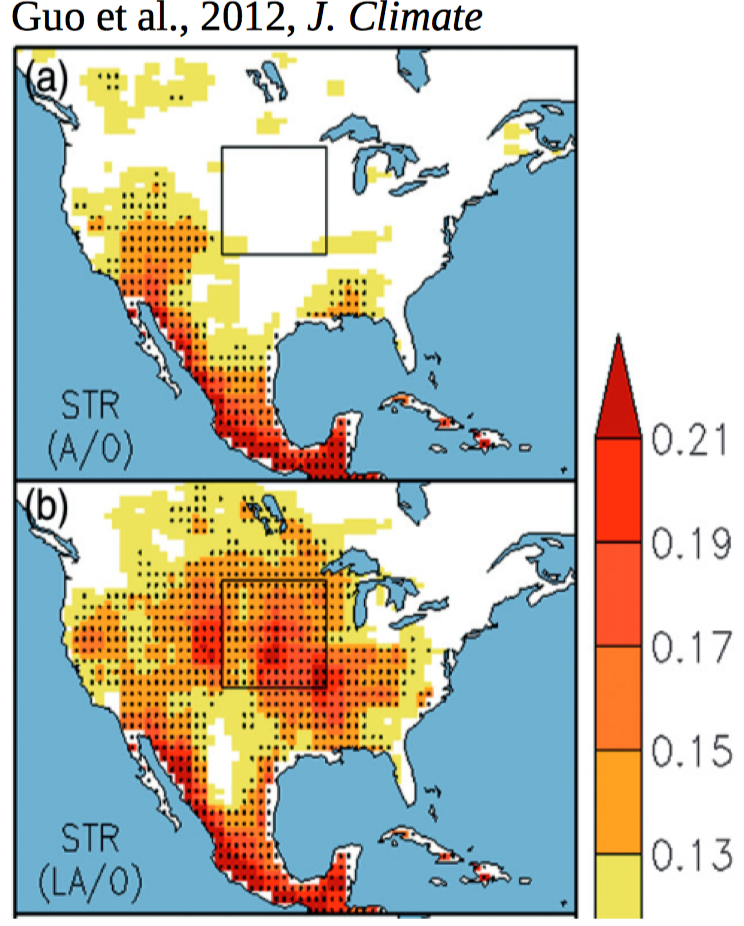 Guo et al., 2012, J. Climate
(a)
STR
(A/O)
(b)
STR
(LA/O)
0.21
0.19
0.17
0.15
0.13